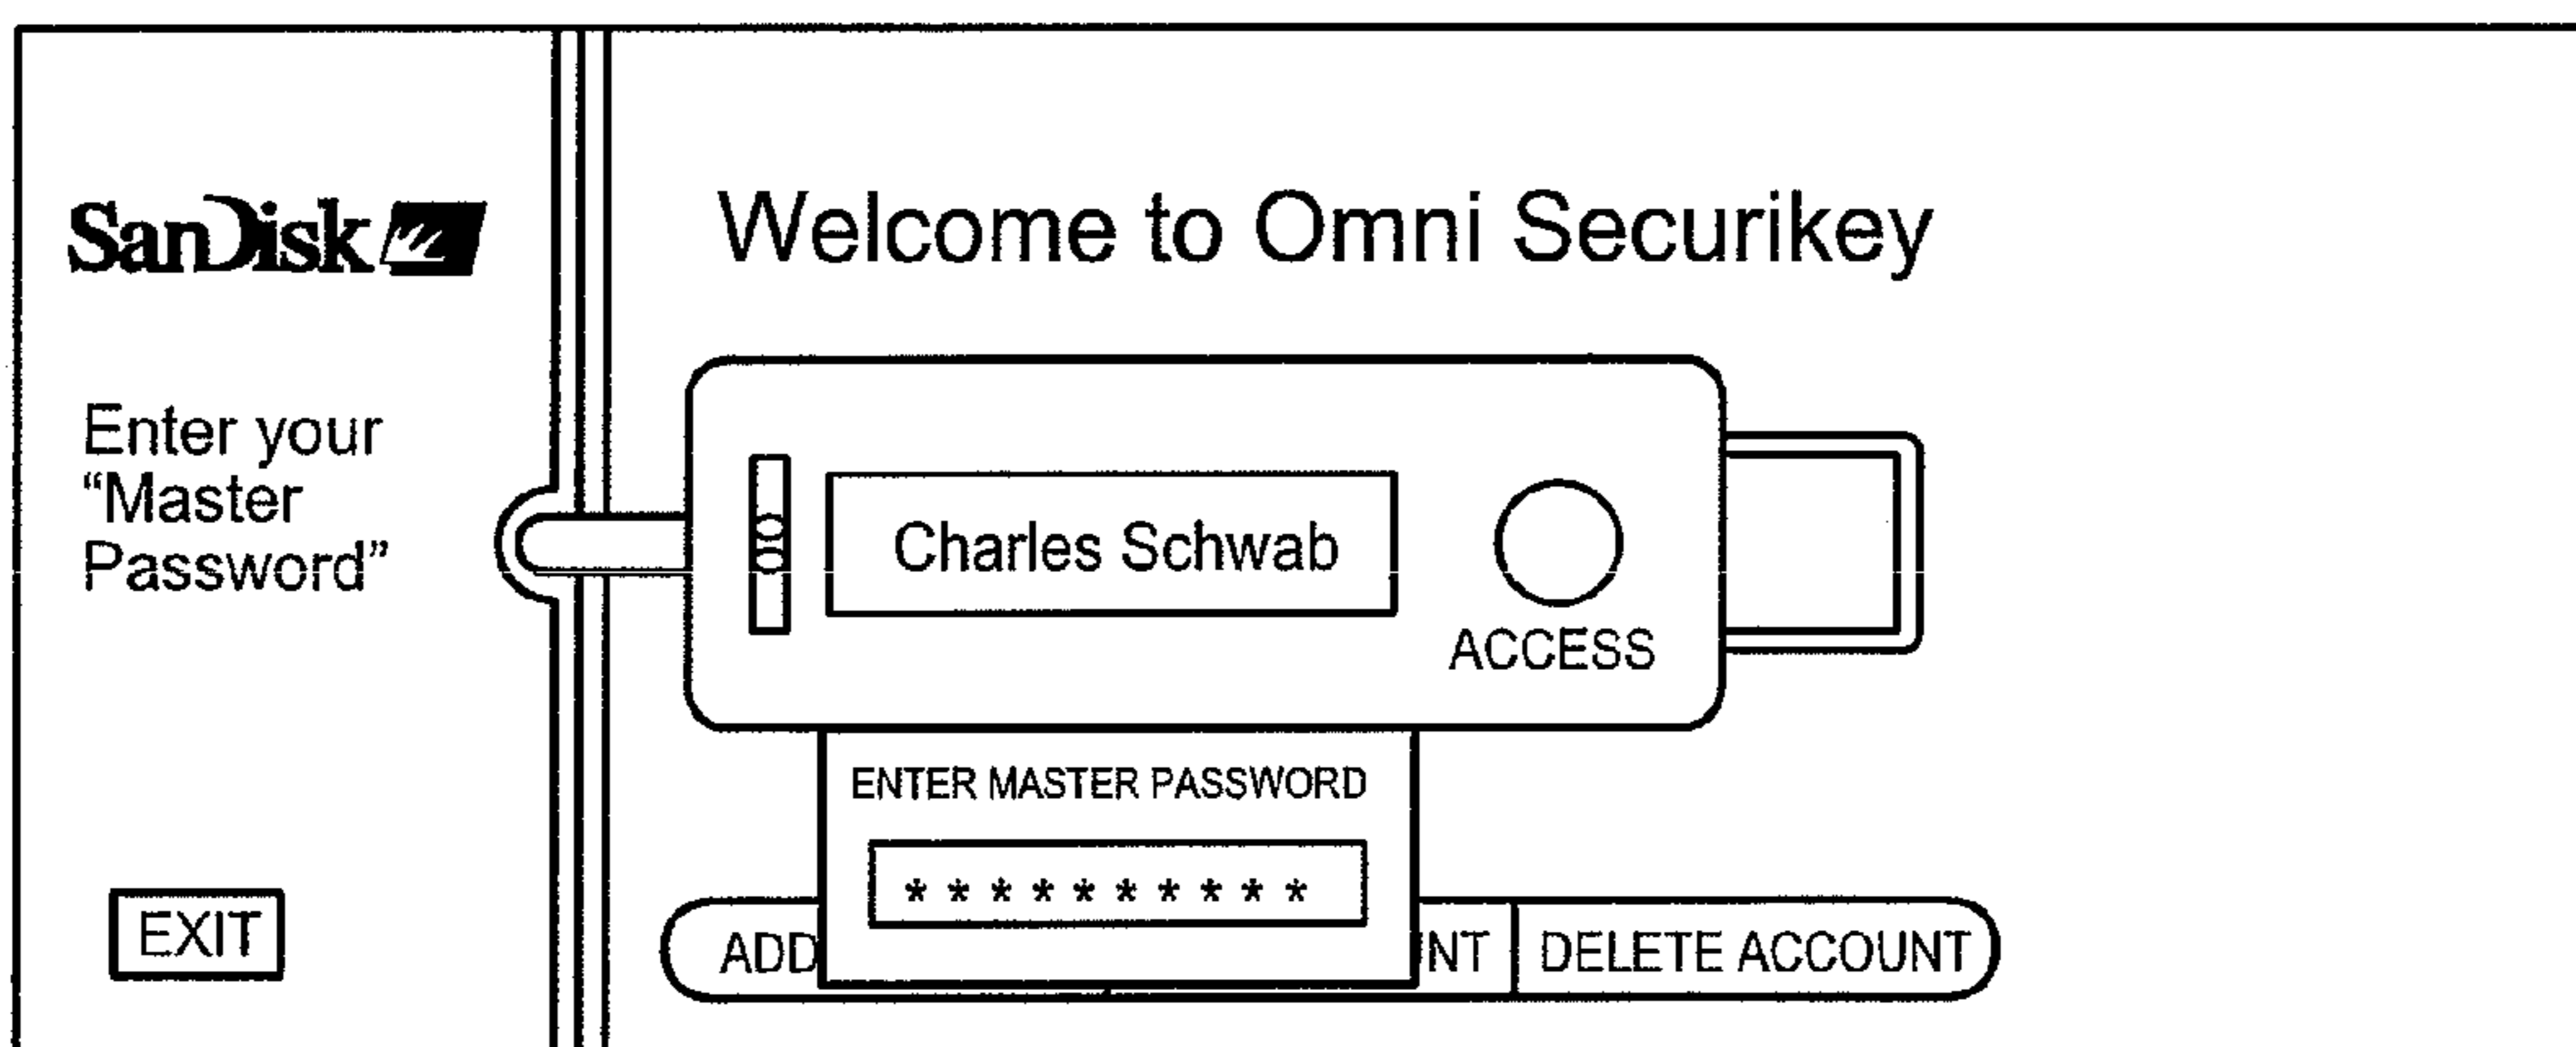 SanDisk
Welcome to Omni Securikey
Enter your
“Master
Password”
Charles Schwab
ACCESS
ENTER MASTER PASSWORD
* * * * * * * * * *
EXIT
ADD
NT
DELETE ACCOUNT